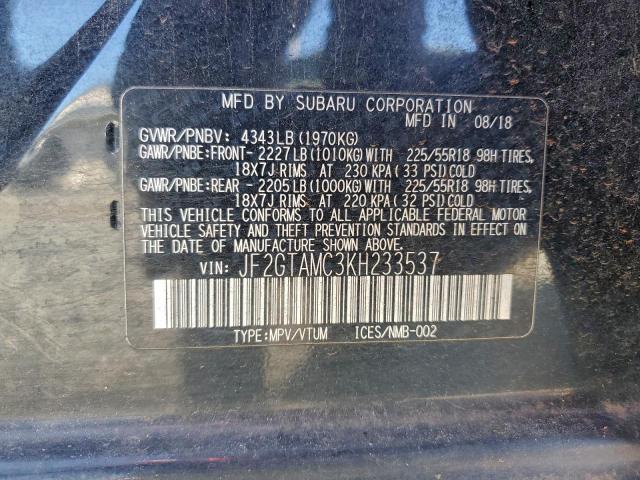 MFD BY SUBARU CORPORATION
MFD IN 08/18
GVWR/PNBV: 4343LB(1970KG)
GAWR/PNBE:FRONT- 2227LB(1010KG)WITH 225/55R18 98H TIRES,
18X7J RIMS AT 230 KPA(33 PSI)COLD
GAWR/PNBE:REAR - 2205LB(1000KG)WITH 225/55R18 98H TIRES,
18X7J RIMS AT 220 KPA(32 PSI)COLD
THIS VEHICLE CONFORMS TO ALL APPLICABLE FEDERAL MOTOR
VEHICLE SAFETY AND THEFT PREVENTION STANDARDS IN EFFECT ON
THE DATE OF MANUFACTURE SHOWN ABOVE.
VIN: JF2GTAMC3KH233537
TYPE:MPV/VTUM ICES/NMB-002